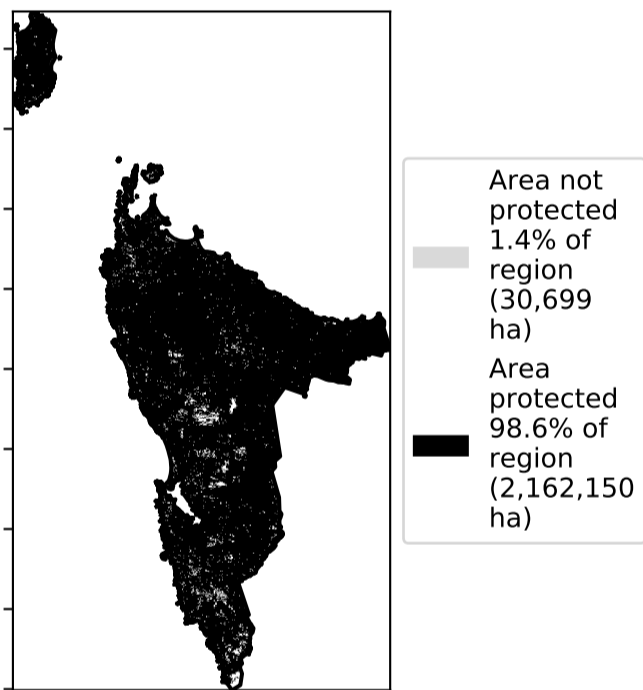 Area not
protected
1.4% of
region
(30,699
ha)
Area
protected
98.6% of
region
(2,162,150
ha)